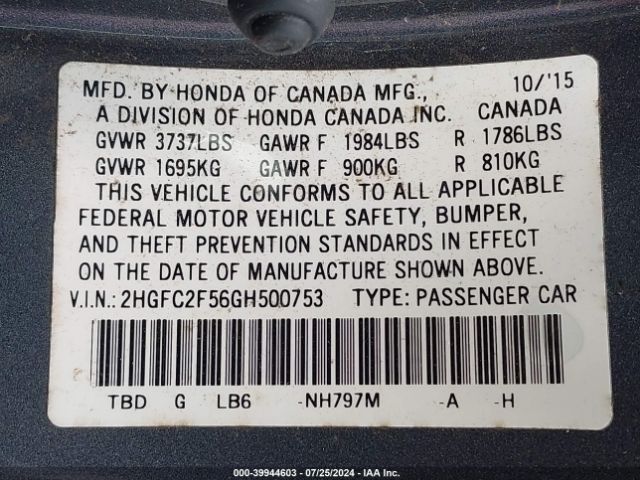 MFD. BY HONDA OF CANADA MFG., 10/'15
A DIVISION OF HONDA CANADA INC. CANADA
GVWR 3737LBS GAWR F 1984LBS R 1786LBS
GVWR 1695KG GAWR F 900KG R 810KG
THIS VEHICLE CONFORMS TO ALL APPLICABLE
FEDERAL MOTOR VEHICLE SAFETY, BUMPER,
AND THEFT PREVENTION STANDARDS IN EFFECT
ON THE DATE OF MANUFACTURE SHOWN ABOVE.
V.I.N.: 2HGFC2F56GH500753 TYPE: PASSENGER CAR
TBD G LB6 -NH797M -A -H
000-39944603 - 07/25/2024 - IAA Inc.